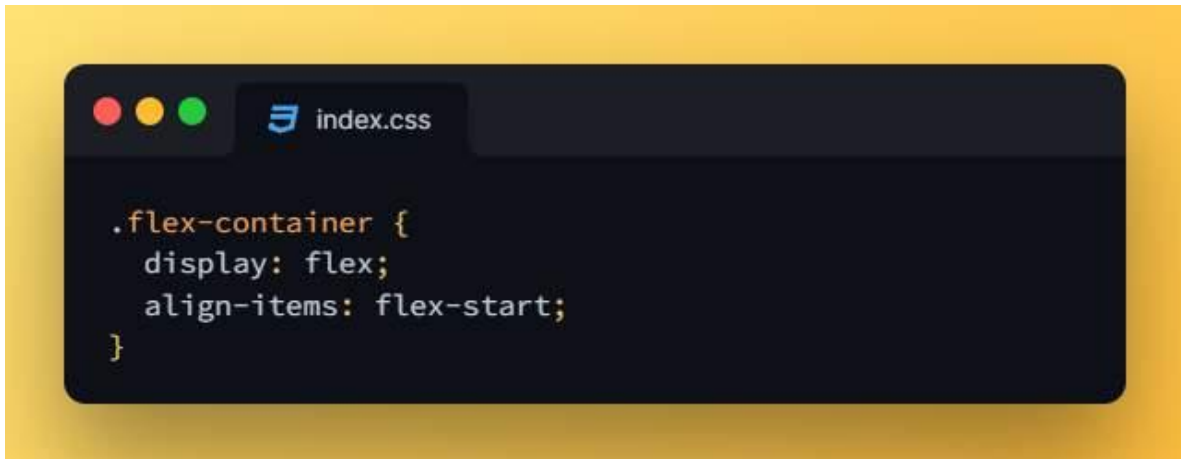 index.css
.flex-container {
  display: flex;
  align-items: flex-start;
}